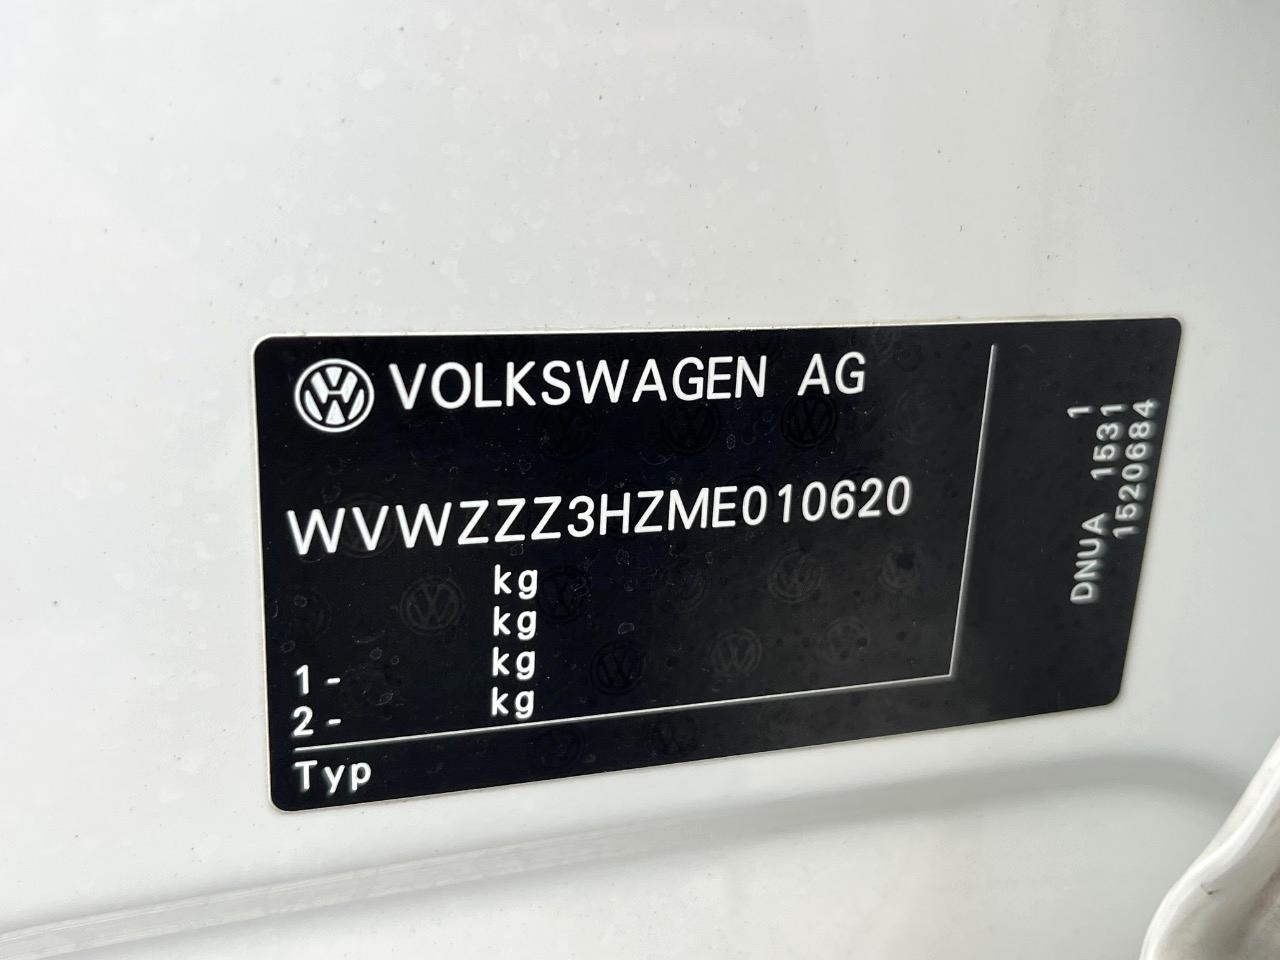 VOLKSWAGEN AG
WVWZZZ3HZME010620
kg
kg
1- kg
2- kg
Typ
1
DNUA 1531
1520684